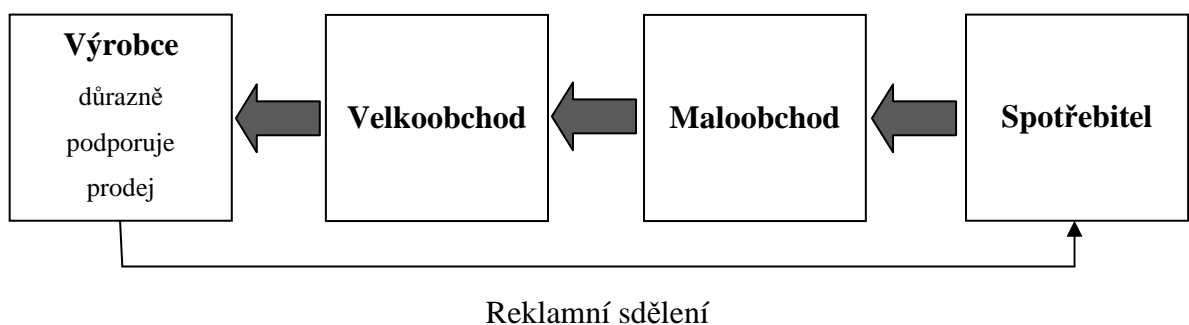 Výrobce
důrazně
podporuje
prodej
Velkoobchod
Maloobchod
Spotřebitel
Reklamní sdělení